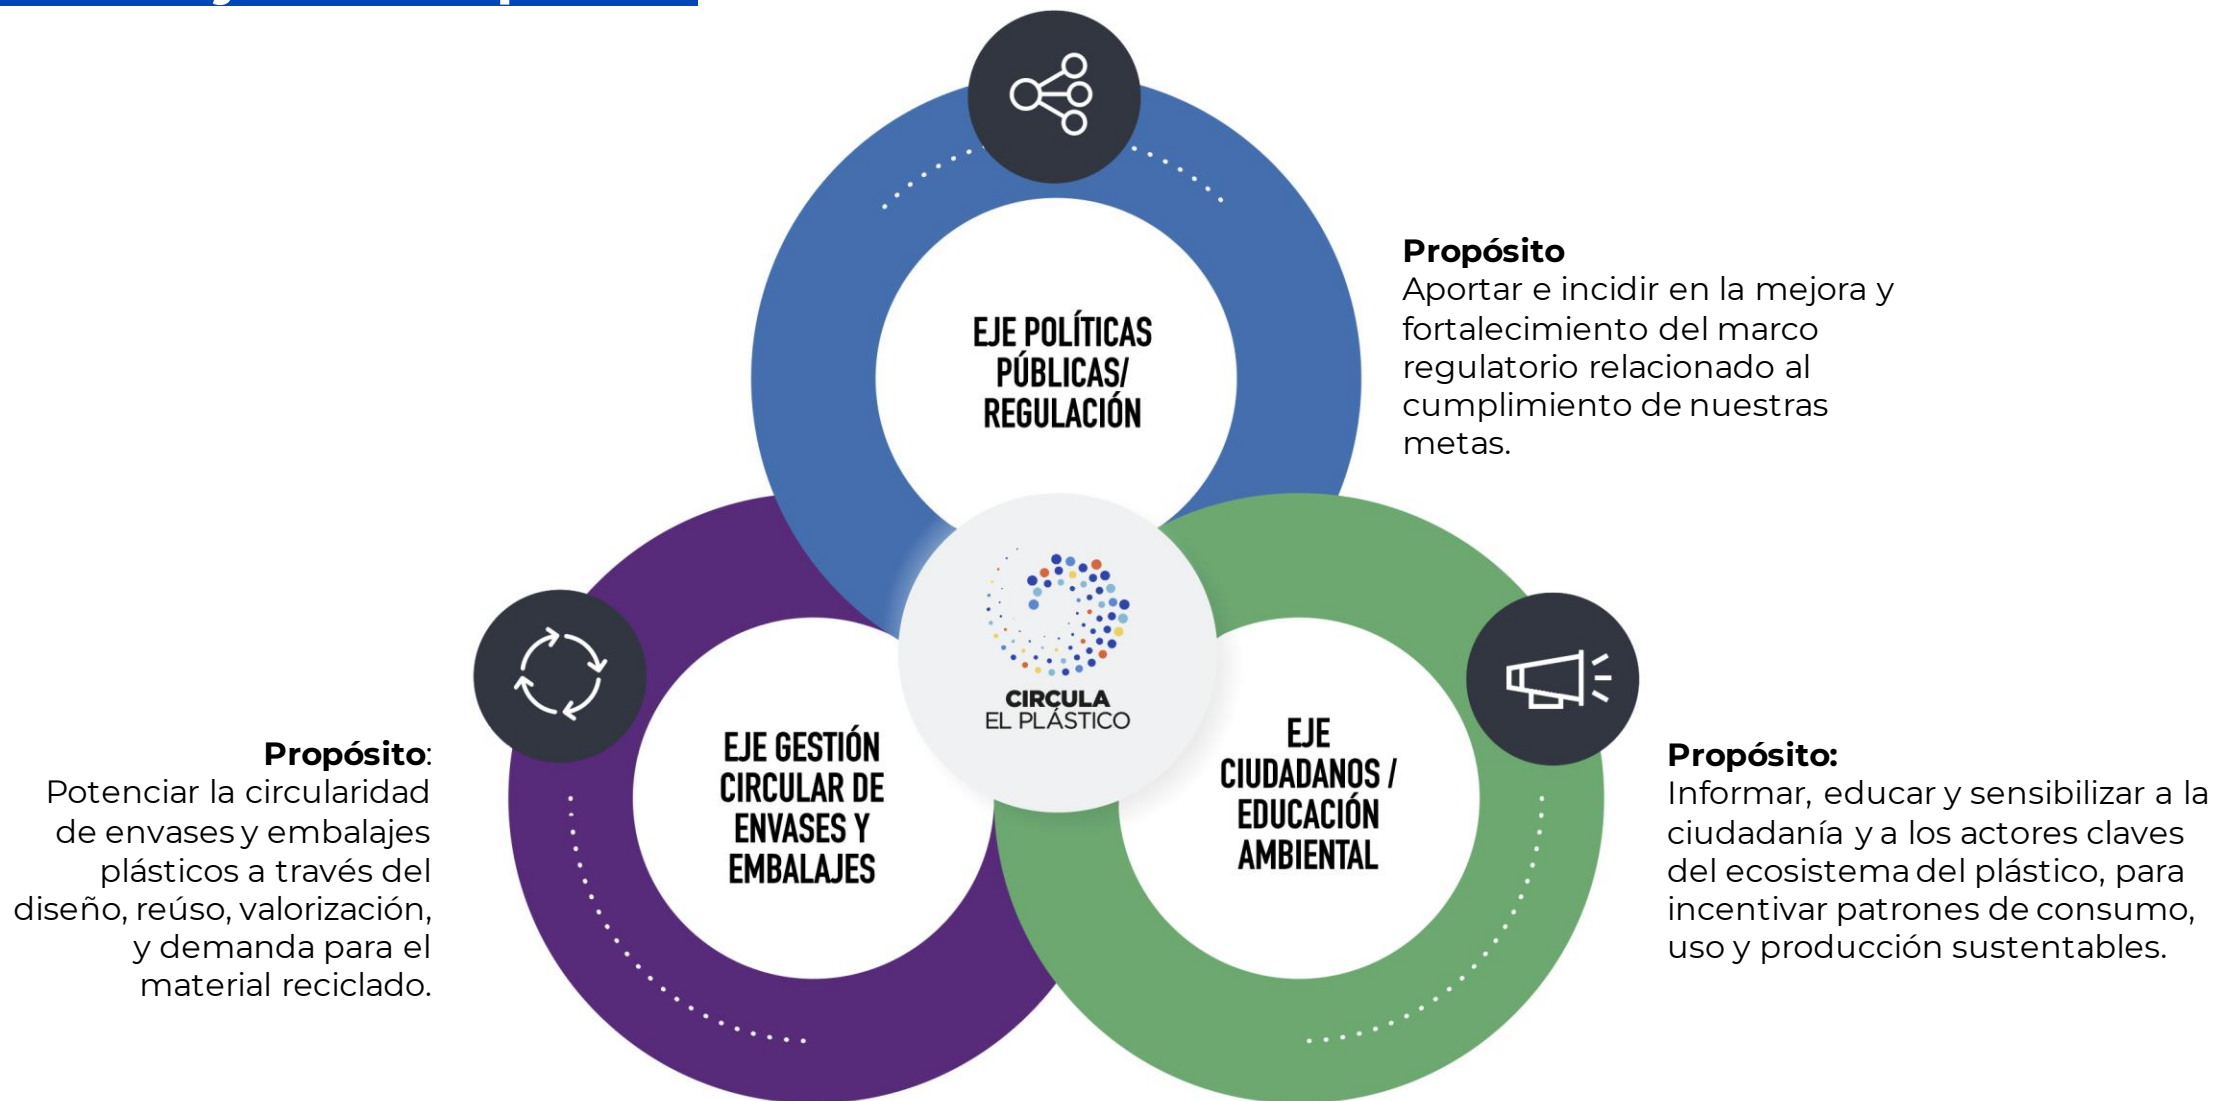 EJE POLÍTICAS
PÚBLICAS/
REGULACIÓN
Propósito
Aportar e incidir en la mejora y
fortalecimiento del marco
regulatorio relacionado al
cumplimiento de nuestras
metas.
CIRCULA
EL PLÁSTICO
Propósito:
Potenciar la circularidad
de envases y embalajes
plásticos a través del
diseño, reúso, valorización,
y demanda para el
material reciclado.
EJE GESTIÓN
CIRCULAR DE
ENVASES Y
EMBALAJES
EJE
CIUDADANOS /
EDUCACIÓN
AMBIENTAL
Propósito:
Informar, educar y sensibilizar a la
ciudadanía y a los actores claves
del ecosistema del plástico, para
incentivar patrones de consumo,
uso y producción sustentables.